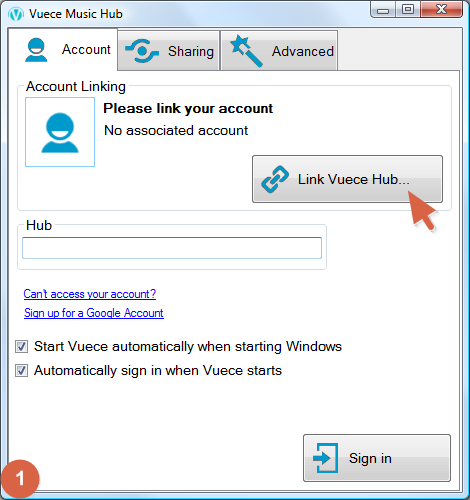 Vuece Music Hub
Account
Sharing
Advanced
Account Linking
Please link your account
No associated account
Link Vuece Hub...
Hub
Can't access your account?
Sign up for a Google Account
Start Vuece automatically when starting Windows
Automatically sign in when Vuece starts
Sign in
1